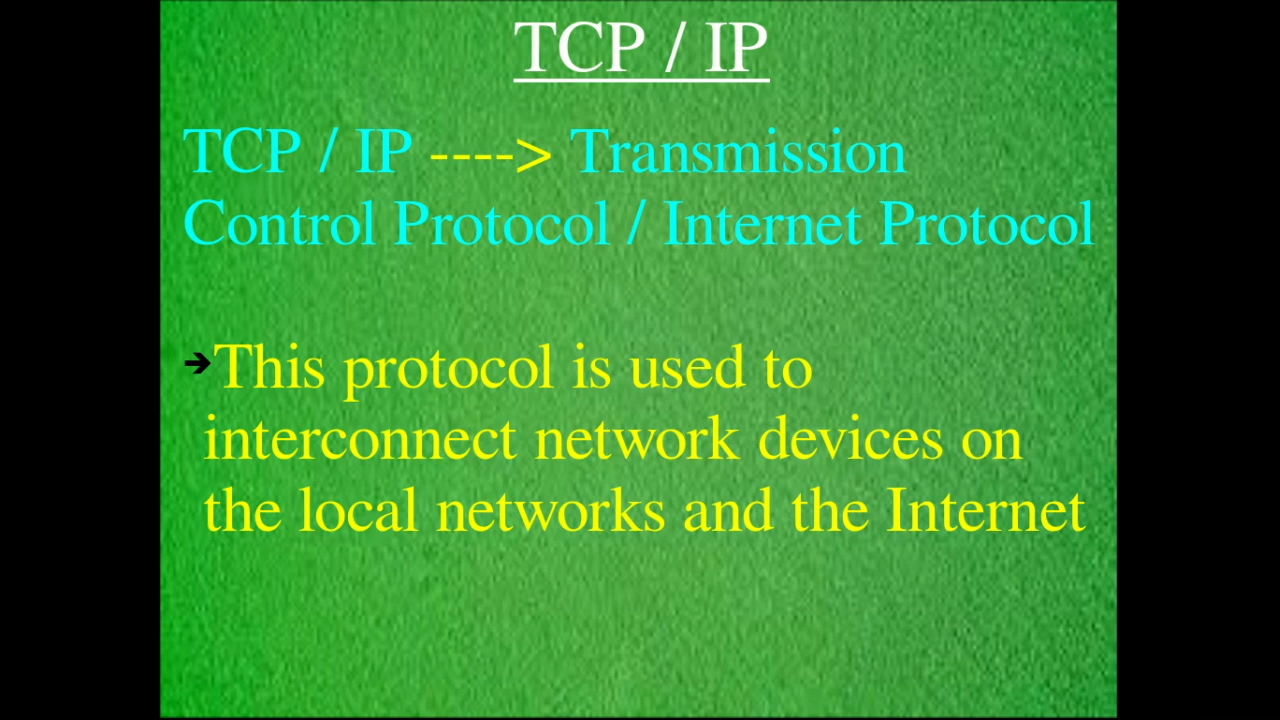 TCP / IP
TCP / IP ----> Transmission
Control Protocol / Internet Protocol
➔This protocol is used to
interconnect network devices on
the local networks and the Internet